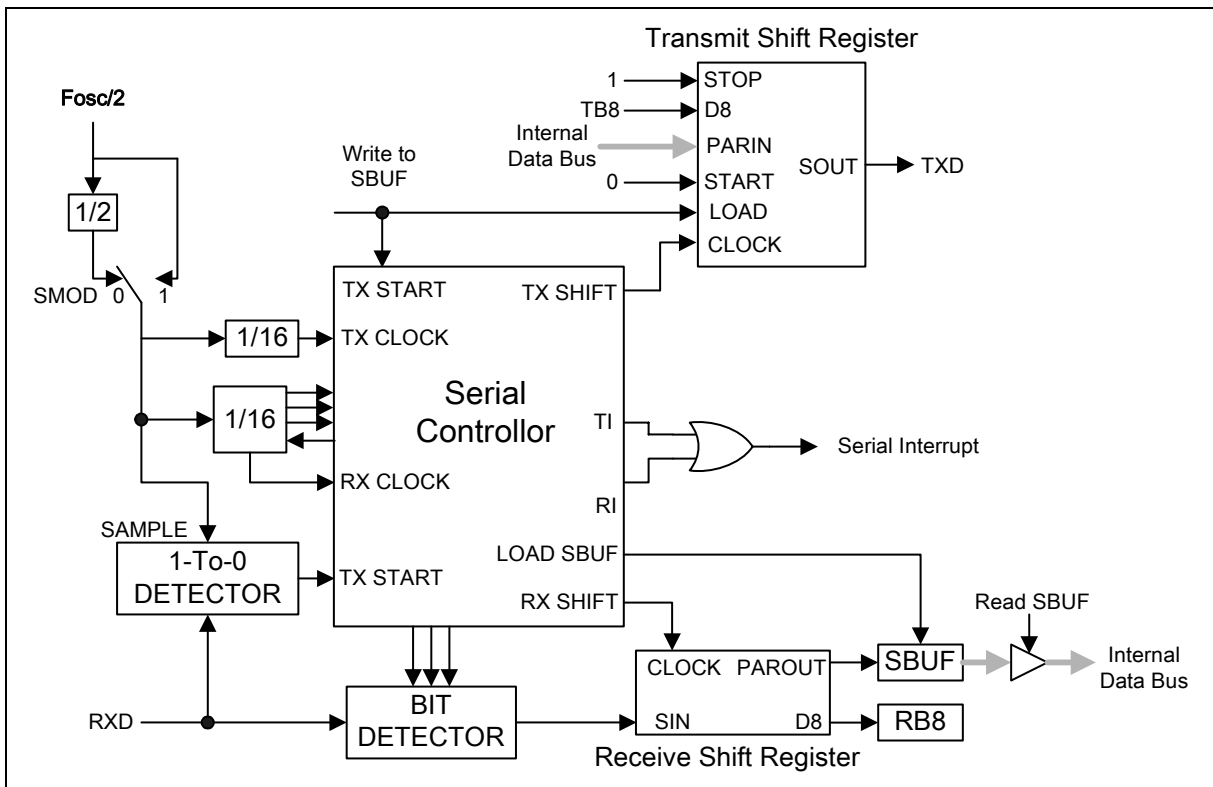 Transmit Shift Register
Fosc/2
1/2
SMOD 0 1
Write to
SBUF
1
TB8
Internal
Data Bus
0
STOP
D8
PARIN
START
LOAD
CLOCK
SOUT
TXD
TX START
TX SHIFT
1/16
TX CLOCK
1/16
Serial
Controllor
TI
RI
Serial Interrupt
RX CLOCK
SAMPLE
1-To-0
DETECTOR
TX START
LOAD SBUF
RX SHIFT
Read SBUF
CLOCK PAROUT
SIN D8
SBUF
Internal
Data Bus
RB8
RXD
BIT
DETECTOR
Receive Shift Register